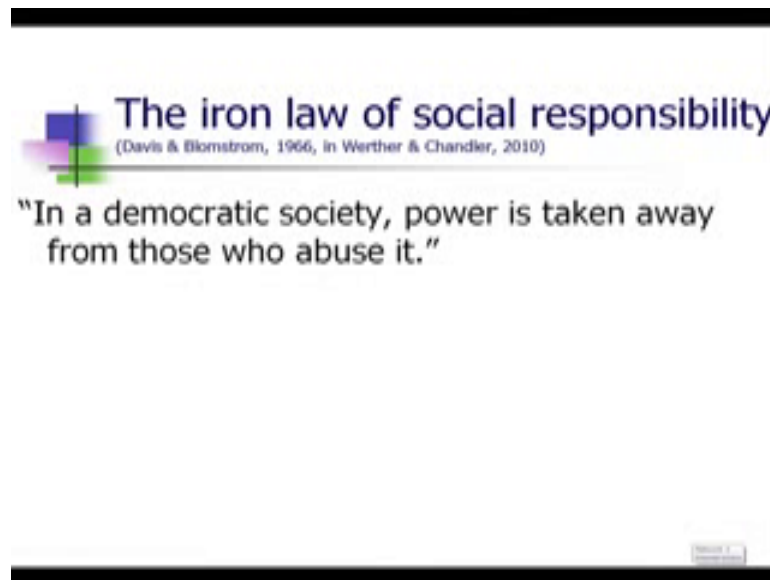 The iron law of social responsibility
(Davis & Blomstrom, 1966, in Werther & Chandler, 2010)
“In a democratic society, power is taken away
from those who abuse it.”